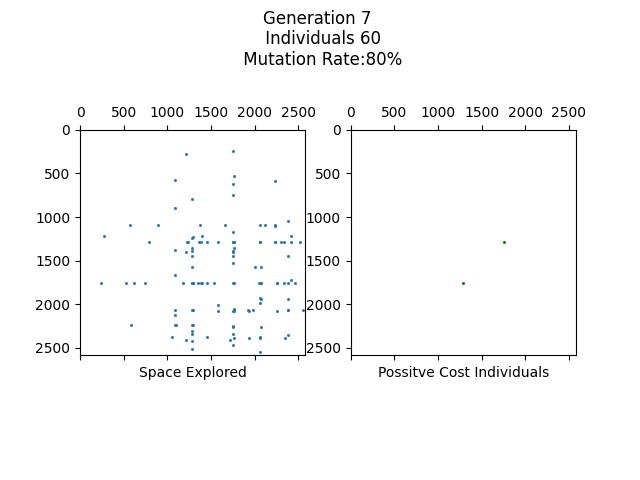 Generation 7
Individuals 60
Mutation Rate:80%
0 500 1000 1500 2000 2500
0 500 1000 1500 2000 2500
0
500
1000
1500
2000
2500
0
500
1000
1500
2000
2500
Space Explored
Possitve Cost Individuals